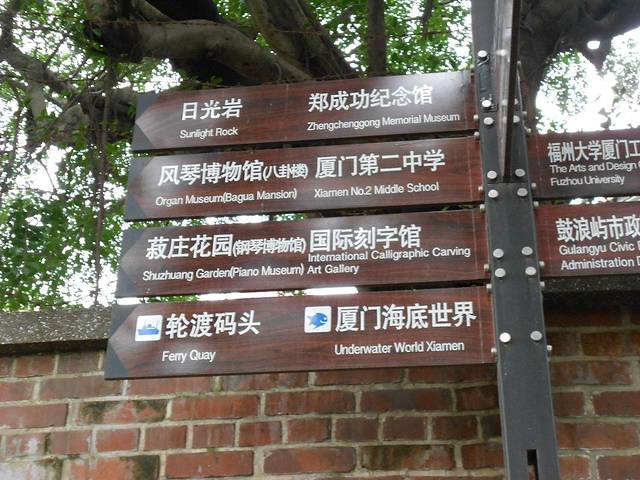 日光岩 郑成功纪念馆
Sunlight Rock Zhengchenggong Memorial Museum
风琴博物馆(八卦楼) 厦门第二中学
Organ Museum(Bagua Mansion) Xiamen No.2 Middle School
菽庄花园(钢琴博物馆) 国际刻字馆
Shuzhuang Garden(Piano Museum) International Calligraphic Carving
Art Gallery
轮渡码头 厦门海底世界
Ferry Quay Underwater World Xiamen
福州大学厦门工
The Arts and Design
Fuzhou University
鼓浪屿市政
Gulangyu Civic
Administration